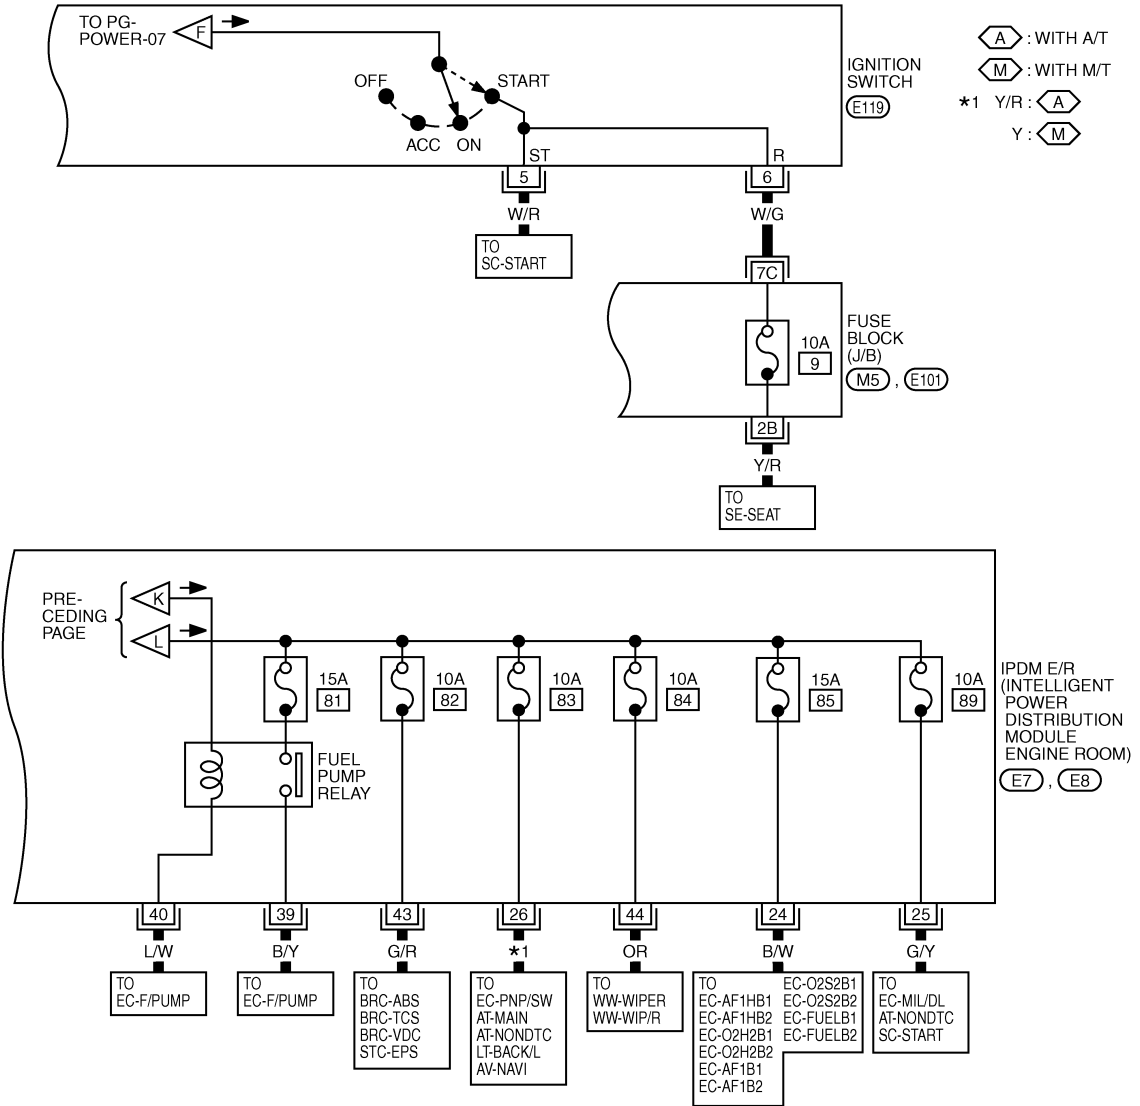 TO PG-
POWER-07
F
OFF
ACC
ON
START
ST
R
IGNITION
SWITCH
E119
A : WITH A/T
M : WITH M/T
*1 Y/R : A
Y : M
5
6
W/R
W/G
TO
SC-START
7C
10A
9
FUSE
BLOCK
(J/B)
M5 , E101
2B
Y/R
TO
SE-SEAT
PRE-
CEDING
PAGE
K
L
15A
81
10A
82
10A
83
10A
84
15A
85
10A
89
FUEL
PUMP
RELAY
IPDM E/R
(INTELLIGENT
POWER
DISTRIBUTION
MODULE
ENGINE ROOM)
E7 , E8
40
39
43
26
44
24
25
L/W
B/Y
G/R
*1
OR
B/W
G/Y
TO
EC-F/PUMP
TO
EC-F/PUMP
TO
BRC-ABS
BRC-TCS
BRC-VDC
STC-EPS
TO
EC-PNP/SW
AT-MAIN
AT-NONDTC
LT-BACK/L
AV-NAVI
TO
WW-WIPER
WW-WIP/R
TO
EC-AF1HB1
EC-AF1HB2
EC-O2H2B1
EC-O2H2B2
EC-AF1B1
EC-AF1B2
EC-O2S2B1
EC-O2S2B2
EC-FUELB1
EC-FUELB2
TO
EC-MIL/DL
AT-NONDTC
SC-START